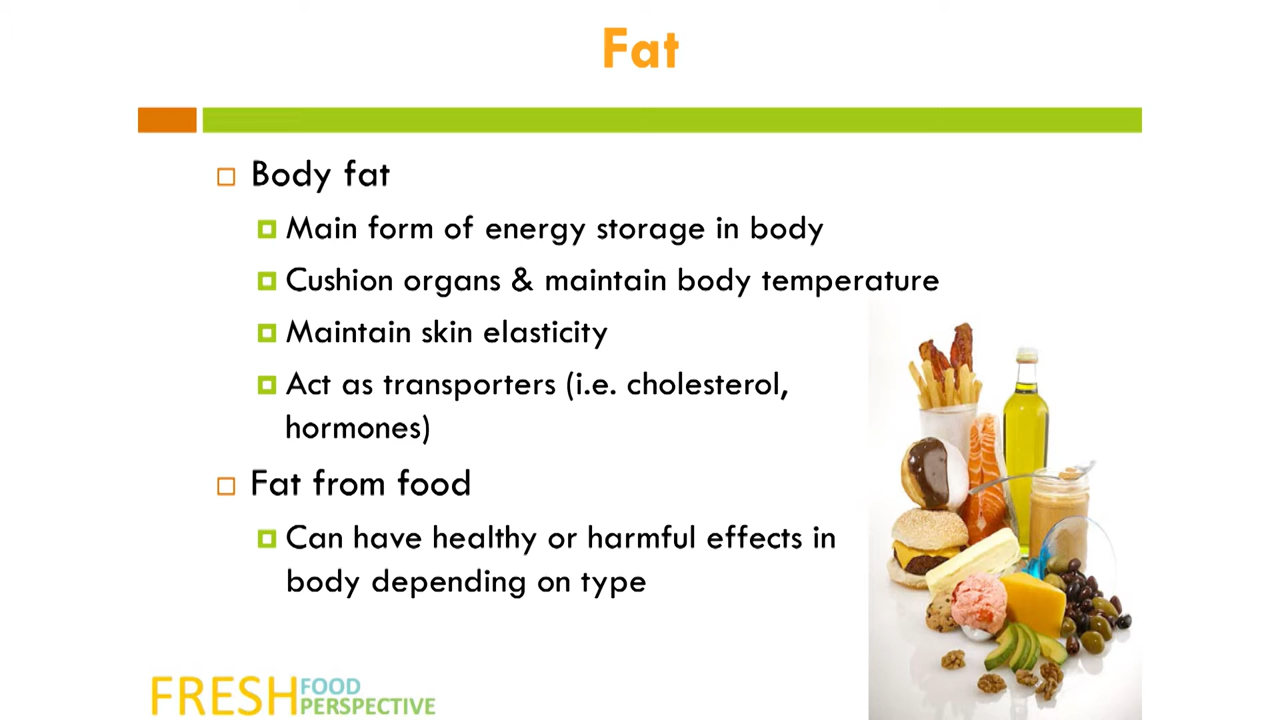 Fat
Body fat
Main form of energy storage in body
Cushion organs & maintain body temperature
Maintain skin elasticity
Act as transporters (i.e. cholesterol,
hormones)
Fat from food
Can have healthy or harmful effects in
body depending on type
FRESH FOOD
PERSPECTIVE